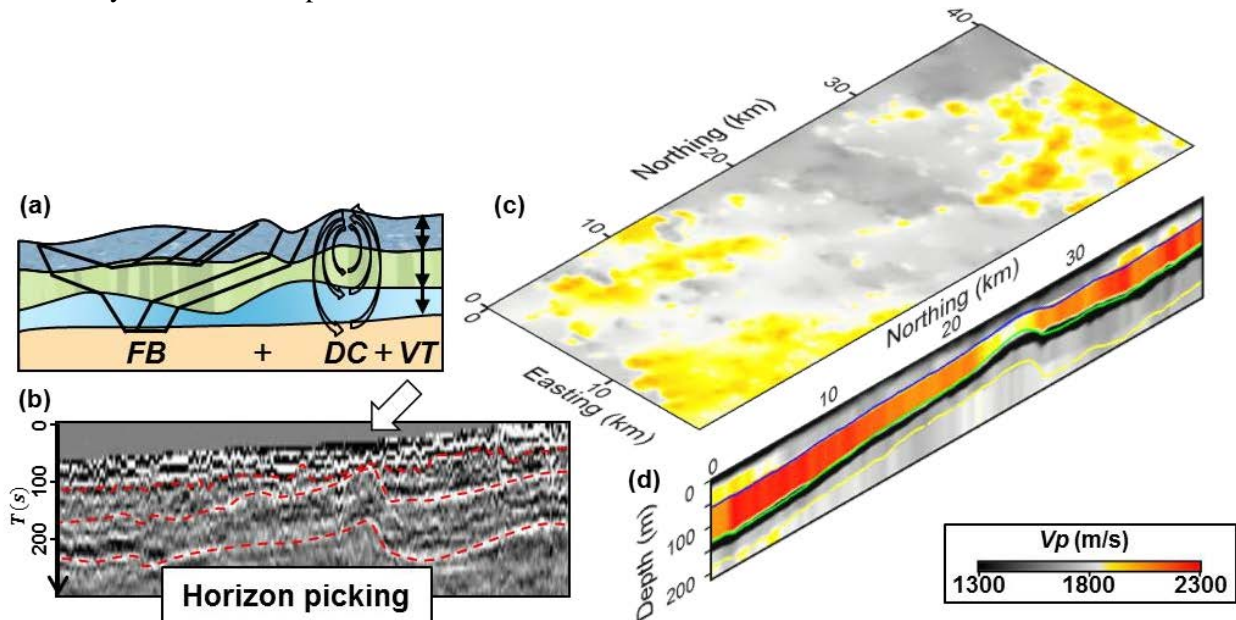 (a)
FB + DC + VT
(b)
T (s)
0
100
200
Horizon picking
(c)
Northing (km)
0
10
20
30
40
Easting (km)
0
10
(d)
Northing (km)
0
10
20
30
Depth (m)
0
100
200
Vp (m/s)
1300 1800 2300